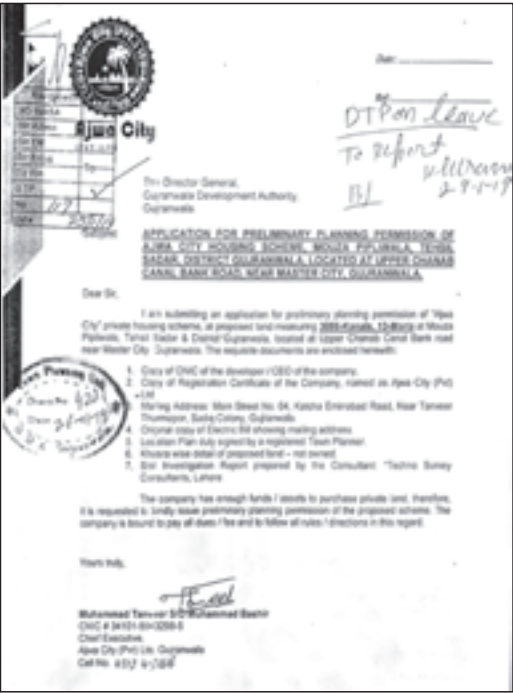 Ajwa City
Date:
DTP on leave
To Report
The Director General,
Gujranwala Development Authority,
Gujranwala.
Subject: APPLICATION FOR PRELIMINARY PLANNING PERMISSION OF
AJWA CITY HOUSING SCHEME, MOUZA PIPLIWALA, TEHSIL
SADAR, DISTRICT GUJRANWALA, LOCATED AT UPPER CHANAB
CANAL BANK ROAD, NEAR MASTER CITY, GUJRANWALA.
Dear Sir,
I am submitting an application for preliminary planning permission of "Ajwa
City" private housing scheme, at proposed land measuring at Mouza
Pipliwala, Tehsil Sadar & District Gujranwala, located at Upper Chanab Canal Bank road
near Master City, Gujranwala. The requisite documents are enclosed herewith:
1. Copy of CNIC of the developer / CEO of the company.
2. Copy of Registration Certificate of the Company, named as Ajwa City (Pvt)
Ltd
3. Mailing Address: Main Street No. 04, Road, Near Tanveer
Colony, Gujranwala.
4. Original copy of Electric Bill showing mailing address.
5. Location Plan duly signed by a registered Town Planner.
6. Khasra wise detail of proposed land – not owned.
7. Soil Investigation Report prepared by the Consultant "Techno Survey
Consultants, Lahore
The company has enough funds / assets to purchase private land, therefore,
it is requested to kindly issue preliminary planning permission of the proposed scheme. The
company is bound to pay all dues / fee and to follow all rules / directions in this regard.
Yours truly,
Muhammad Tanveer S/O Muhammad Bashir
CNIC #
Chief Executive,
Ajwa City (Pvt) Ltd, Gujranwala
Cell No.